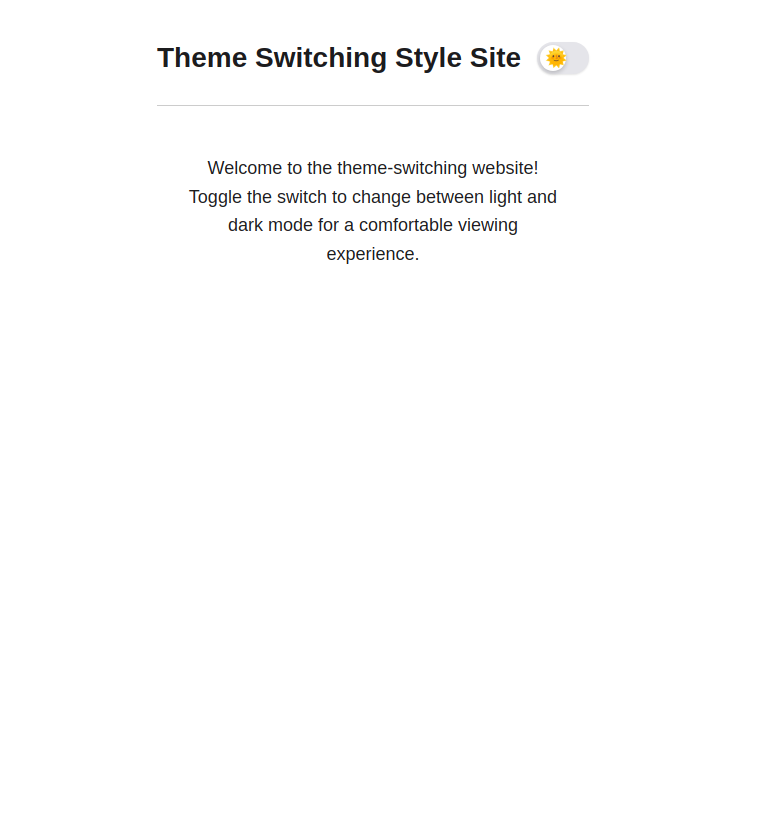 Theme Switching Style Site
Welcome to the theme-switching website!
Toggle the switch to change between light and
dark mode for a comfortable viewing
experience.